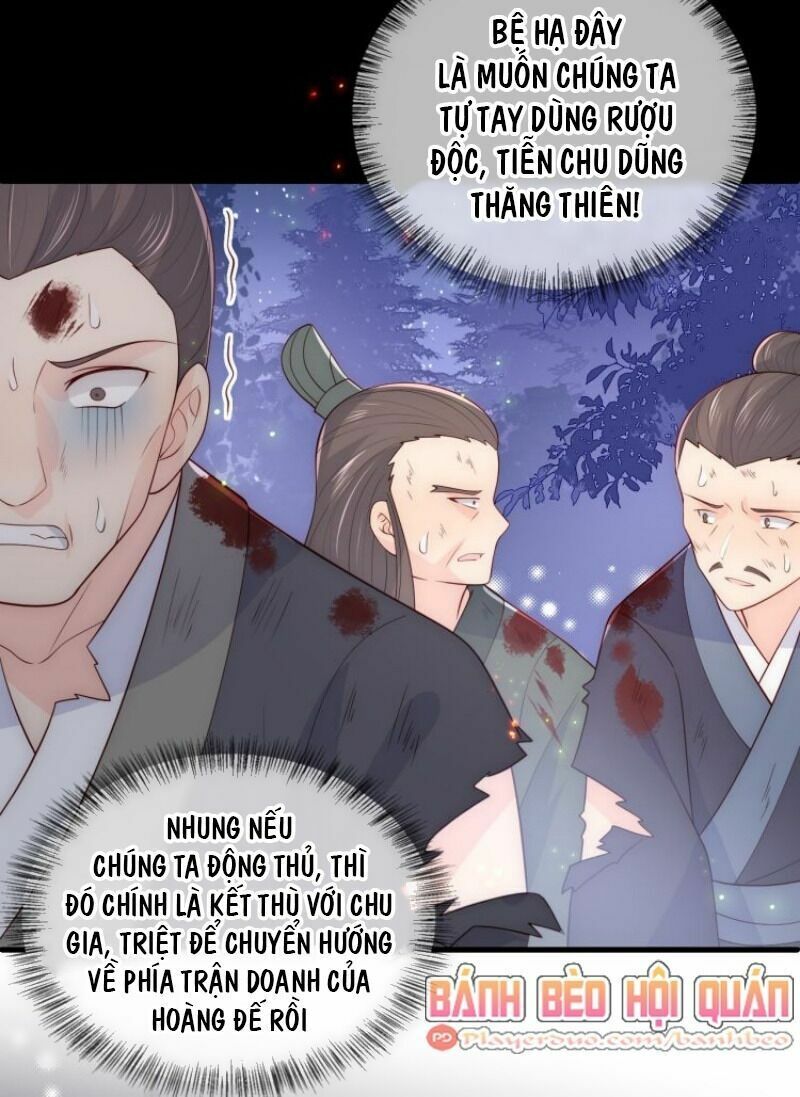 BỆ HẠ ĐÂY
LÀ MUỐN CHÚNG TA
TỰ TAY DÙNG RƯỢU
ĐỘC, TIỄN CHU DŨNG
THĂNG THIÊN!
NHƯNG NẾU
CHÚNG TA ĐỘNG THỦ, THÌ
ĐÓ CHÍNH LÀ KẾT THÙ VỚI CHU
GIA, TRIỆT ĐỂ CHUYỂN HƯỚNG
VỀ PHÍA TRẬN DOANH CỦA
HOÀNG ĐẾ RỒI
BÁNH BÈO HỘI QUÁN
PD Playerduo.com/banhbeo